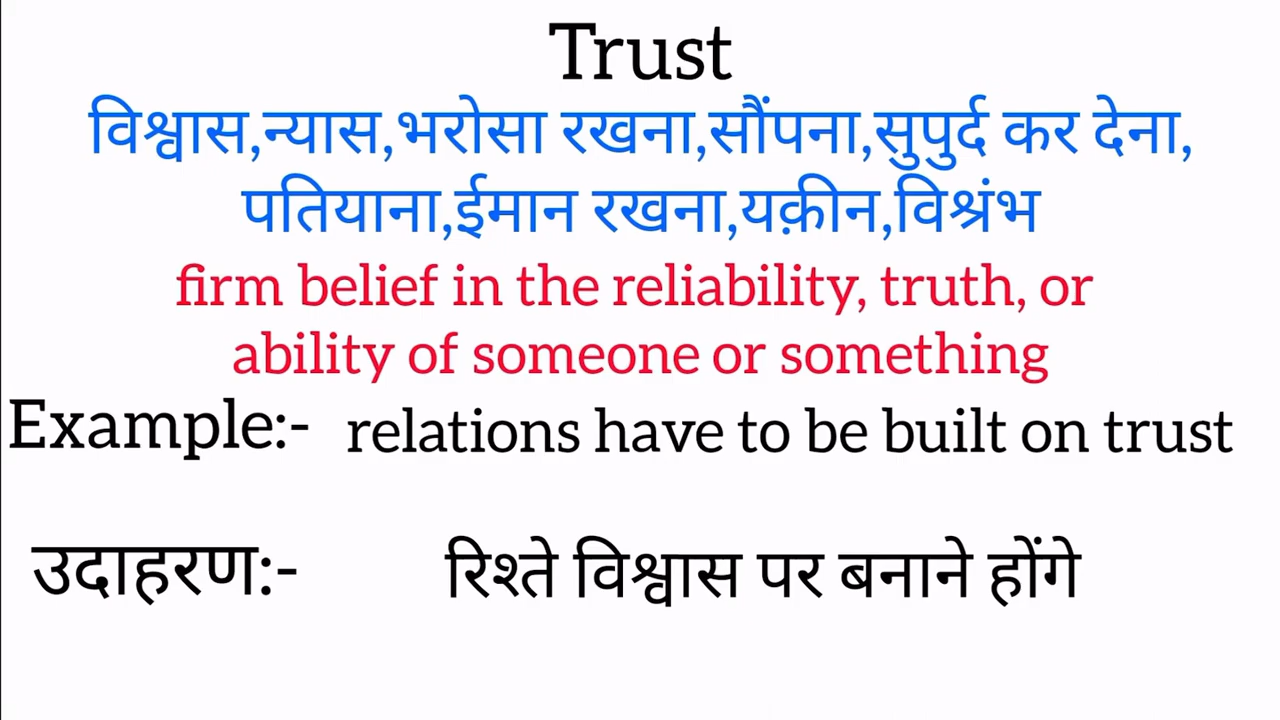 Trust
विश्वास,न्यास,भरोसा रखना,सौंपना,सुपुर्द कर देना,
पतियाना,ईमान रखना,यक़ीन,विश्रंभ
firm belief in the reliability, truth, or
ability of someone or something
Example:- relations have to be built on trust
उदाहरण:- रिश्ते विश्वास पर बनाने होंगे